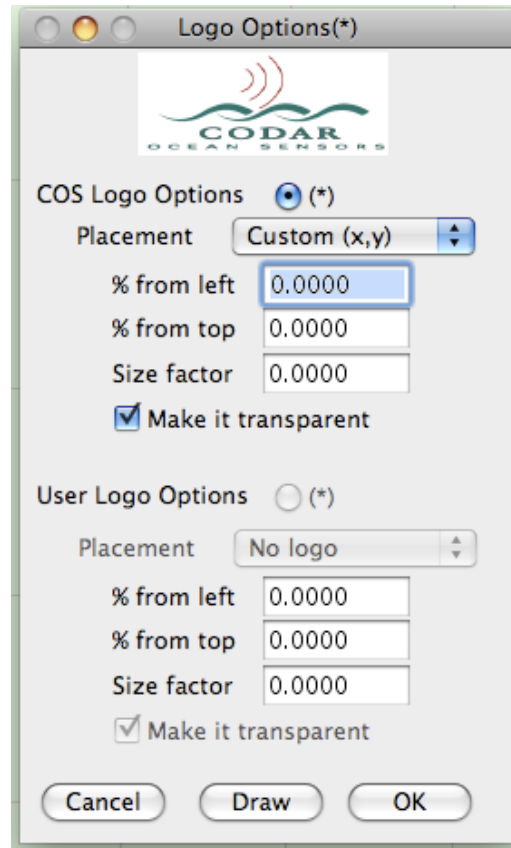 Logo Options(*)
CODAR
OCEAN SENSORS
COS Logo Options (*)
Placement Custom (x,y)
% from left 0.0000
% from top 0.0000
Size factor 0.0000
Make it transparent
User Logo Options (*)
Placement No logo
% from left 0.0000
% from top 0.0000
Size factor 0.0000
Make it transparent
Cancel Draw OK